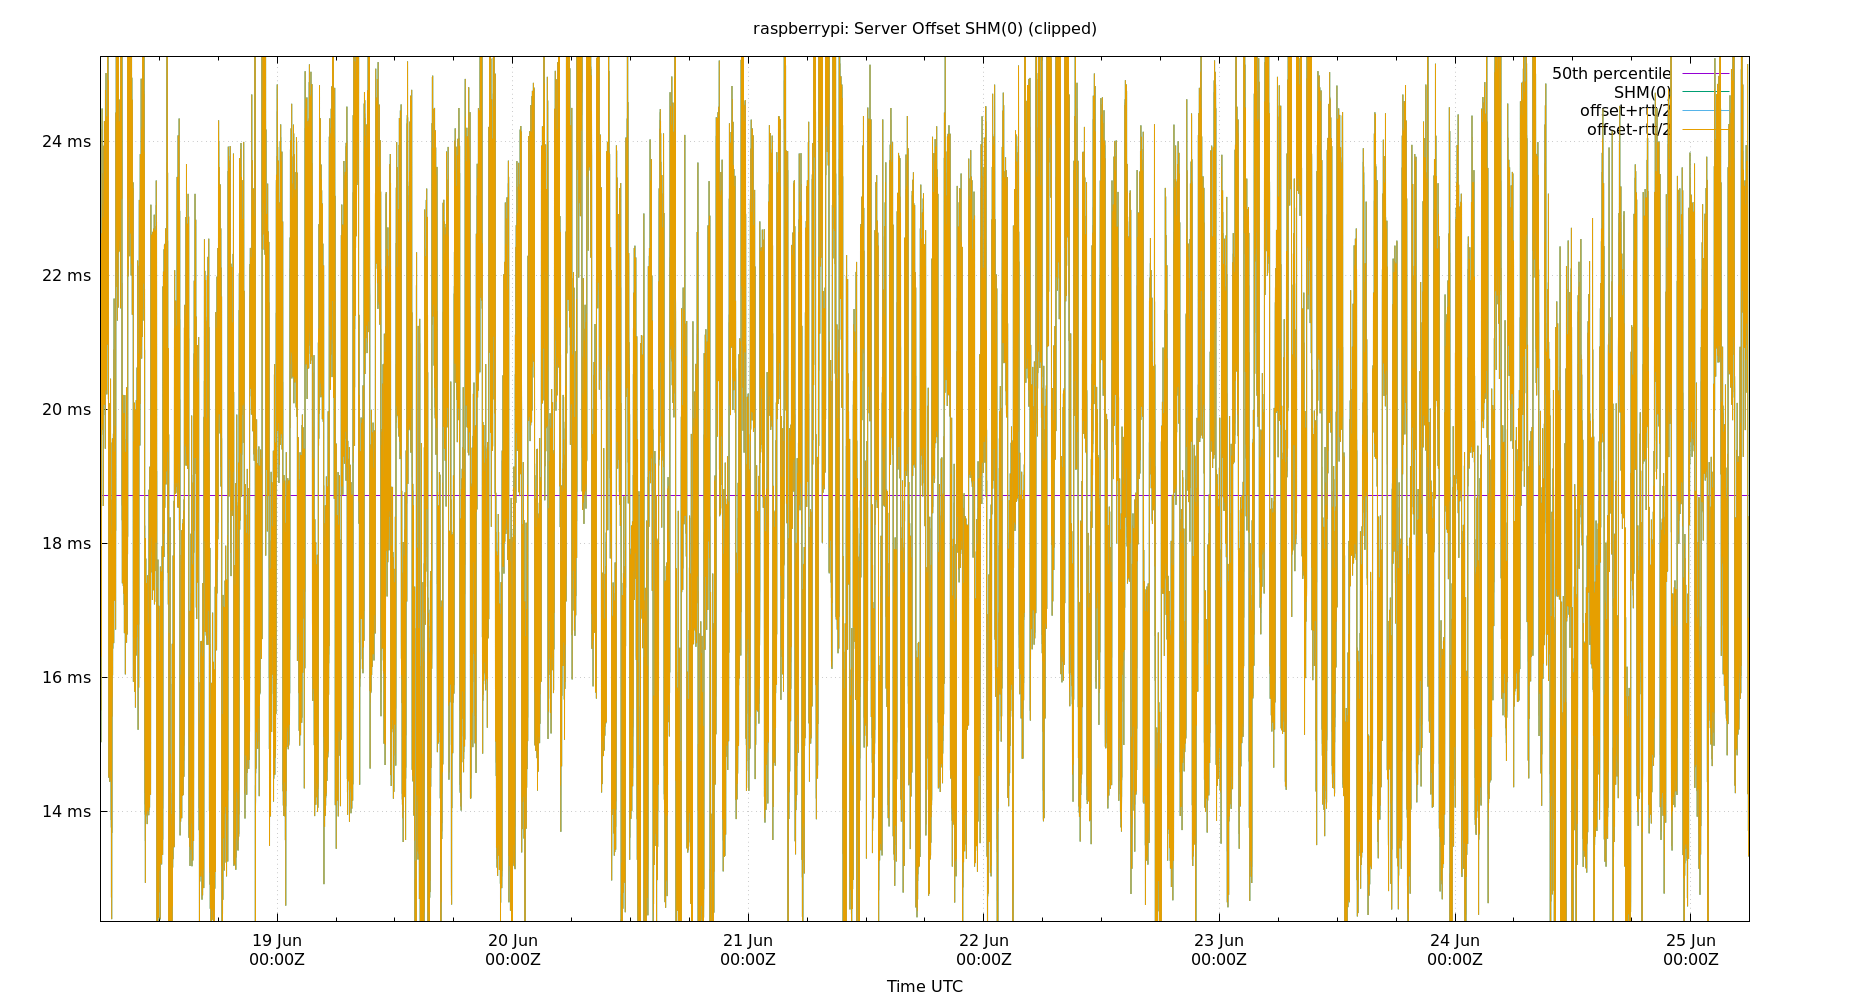 raspberrypi: Server Offset SHM(0) (clipped)
50th percentile
SHM(0)
offset+rtt/2
offset-rtt/2
24 ms
22 ms
20 ms
18 ms
16 ms
14 ms
19 Jun 20 Jun 21 Jun 22 Jun 23 Jun 24 Jun 25 Jun
00:00Z 00:00Z 00:00Z 00:00Z 00:00Z 00:00Z 00:00Z
Time UTC